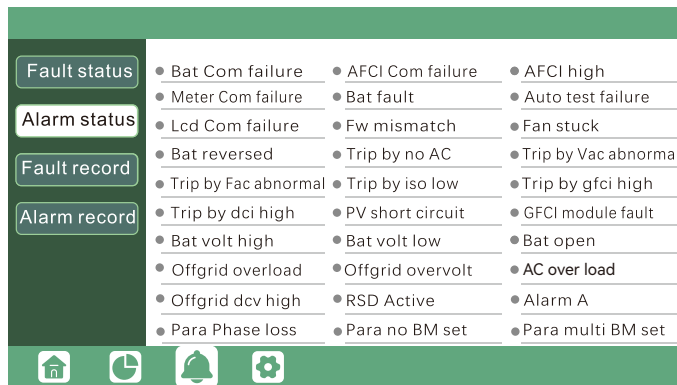 Fault status
Alarm status
Fault record
Alarm record
Bat Com failure AFCI Com failure AFCI high
Meter Com failure Bat fault Auto test failure
Lcd Com failure Fw mismatch Fan stuck
Bat reversed Trip by no AC Trip by Vac abnorma
Trip by Fac abnormal Trip by iso low Trip by gfci high
Trip by dci high PV short circuit GFCI module fault
Bat volt high Bat volt low Bat open
Offgrid overload Offgrid overvolt AC over load
Offgrid dcv high RSD Active Alarm A
Para Phase loss Para no BM set Para multi BM set